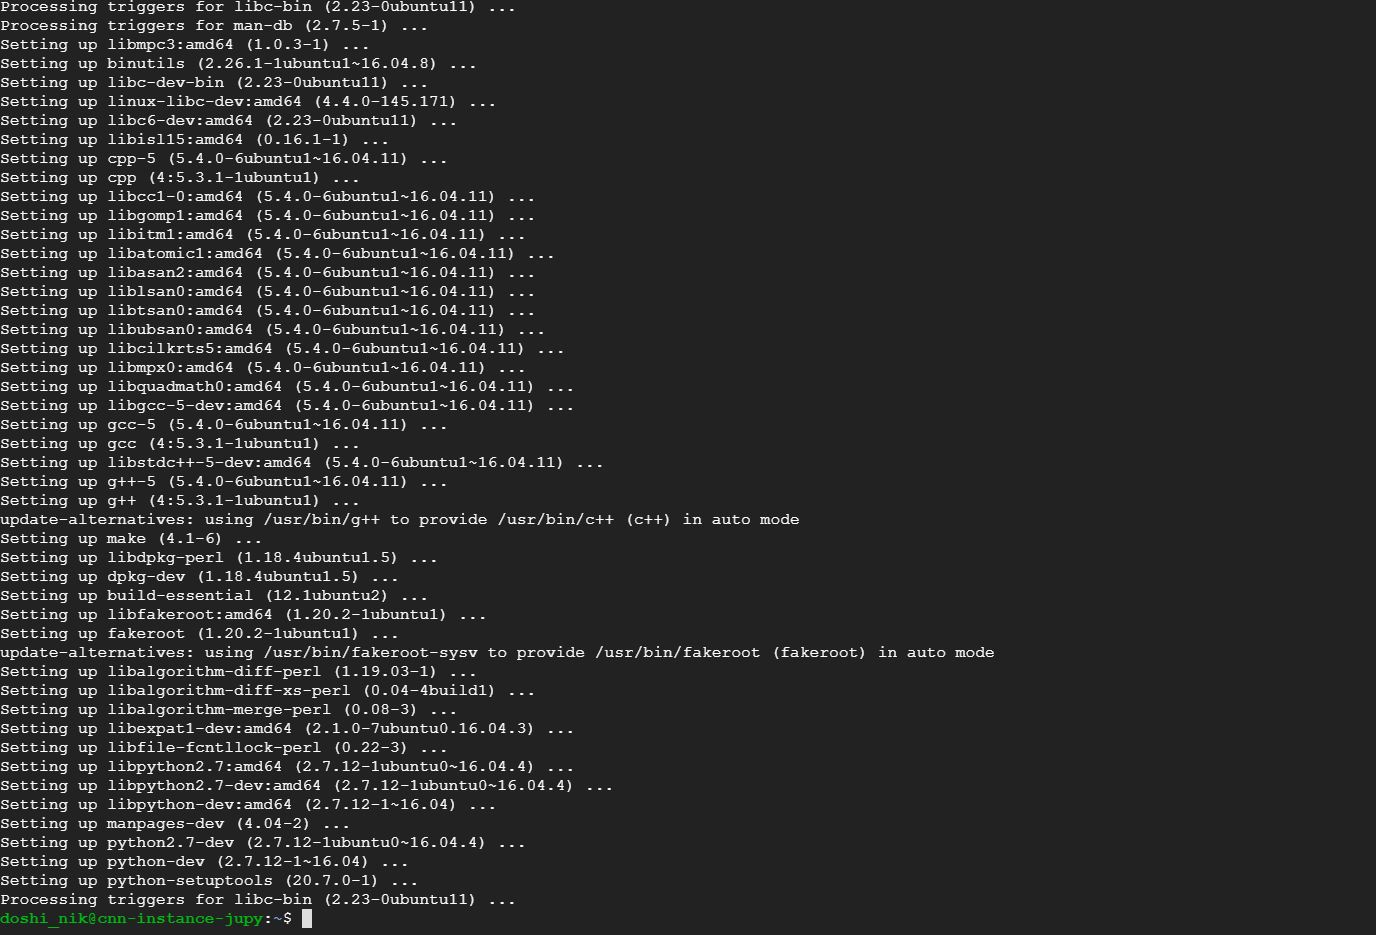 Processing triggers for libc-bin (2.23-0ubuntu11) ...
Processing triggers for man-db (2.7.5-1) ...
Setting up libmpc3:amd64 (1.0.3-1) ...
Setting up binutils (2.26.1-1ubuntu1~16.04.8) ...
Setting up libc-dev-bin (2.23-0ubuntu11) ...
Setting up linux-libc-dev:amd64 (4.4.0-145.171) ...
Setting up libc6-dev:amd64 (2.23-0ubuntu11) ...
Setting up libisl15:amd64 (0.16.1-1) ...
Setting up cpp-5 (5.4.0-6ubuntu1~16.04.11) ...
Setting up cpp (4:5.3.1-1ubuntu1) ...
Setting up libcc1-0:amd64 (5.4.0-6ubuntu1~16.04.11) ...
Setting up libgomp1:amd64 (5.4.0-6ubuntu1~16.04.11) ...
Setting up libitm1:amd64 (5.4.0-6ubuntu1~16.04.11) ...
Setting up libatomic1:amd64 (5.4.0-6ubuntu1~16.04.11) ...
Setting up libasan2:amd64 (5.4.0-6ubuntu1~16.04.11) ...
Setting up liblsan0:amd64 (5.4.0-6ubuntu1~16.04.11) ...
Setting up libtsan0:amd64 (5.4.0-6ubuntu1~16.04.11) ...
Setting up libubsan0:amd64 (5.4.0-6ubuntu1~16.04.11) ...
Setting up libcilkrts5:amd64 (5.4.0-6ubuntu1~16.04.11) ...
Setting up libmpx0:amd64 (5.4.0-6ubuntu1~16.04.11) ...
Setting up libquadmath0:amd64 (5.4.0-6ubuntu1~16.04.11) ...
Setting up libgcc-5-dev:amd64 (5.4.0-6ubuntu1~16.04.11) ...
Setting up gcc-5 (5.4.0-6ubuntu1~16.04.11) ...
Setting up gcc (4:5.3.1-1ubuntu1) ...
Setting up libstdc++-5-dev:amd64 (5.4.0-6ubuntu1~16.04.11) ...
Setting up g++-5 (5.4.0-6ubuntu1~16.04.11) ...
Setting up g++ (4:5.3.1-1ubuntu1) ...
update-alternatives: using /usr/bin/g++ to provide /usr/bin/c++ (c++) in auto mode
Setting up make (4.1-6) ...
Setting up libdpkg-perl (1.18.4ubuntu1.5) ...
Setting up dpkg-dev (1.18.4ubuntu1.5) ...
Setting up build-essential (12.1ubuntu2) ...
Setting up libfakeroot:amd64 (1.20.2-1ubuntu1) ...
Setting up fakeroot (1.20.2-1ubuntu1) ...
update-alternatives: using /usr/bin/fakeroot-sysv to provide /usr/bin/fakeroot (fakeroot) in auto mode
Setting up libalgorithm-diff-perl (1.19.03-1) ...
Setting up libalgorithm-diff-xs-perl (0.04-4build1) ...
Setting up libalgorithm-merge-perl (0.08-3) ...
Setting up libexpat1-dev:amd64 (2.1.0-7ubuntu0.16.04.3) ...
Setting up libfile-fcntllock-perl (0.22-3) ...
Setting up libpython2.7:amd64 (2.7.12-1ubuntu0~16.04.4) ...
Setting up libpython2.7-dev:amd64 (2.7.12-1ubuntu0~16.04.4) ...
Setting up libpython-dev:amd64 (2.7.12-1~16.04) ...
Setting up manpages-dev (4.04-2) ...
Setting up python2.7-dev (2.7.12-1ubuntu0~16.04.4) ...
Setting up python-dev (2.7.12-1~16.04) ...
Setting up python-setuptools (20.7.0-1) ...
Processing triggers for libc-bin (2.23-0ubuntu11) ...
doshi_nik@cnn-instance-jupy:~$